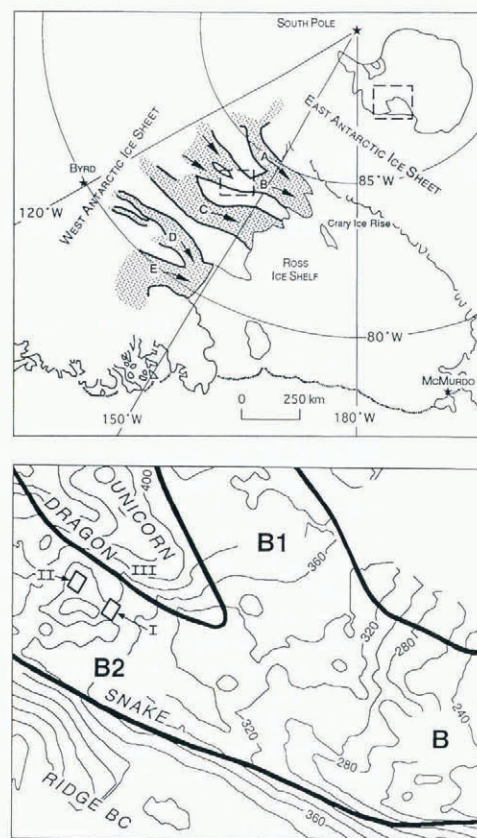 SOUTH POLE
WEST ANTARCTIC ICE SHEET
EAST ANTARCTIC ICE SHEET
BYRD
120°W
A
B
C
D
E
85°W
Crary Ice Rise
ROSS
ICE SHELF
80°W
MCMURDO
0 250 km
150°W
180°W
DRAGON
UNICORN
400
B1
II
III
I
360
320
280
B2
SNAKE
320
240
B
280
RIDGE BC
360